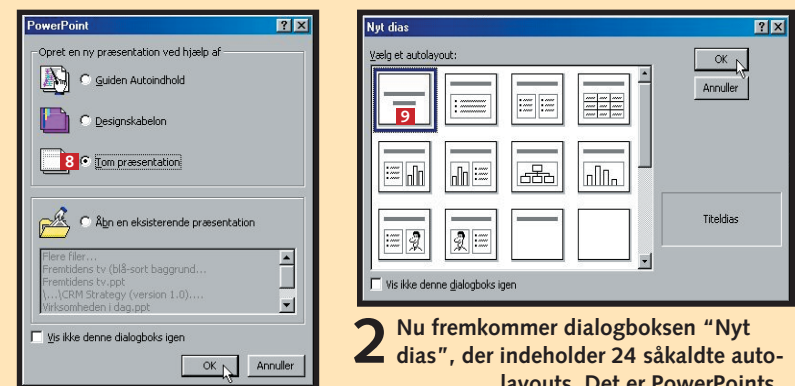 PowerPoint
Opret en ny præsentation ved hjælp af
Guiden Autoindhold
Designskabelon
8
Tom præsentation
Åbn en eksisterende præsentation
Flere filer...
Fremtidens tv (blå-sort baggrund...
Fremtidens tv.ppt
\...\CRM Strategy (version 1.0)....
Virksomheden i dag.ppt
Vis ikke denne dialogboks igen
OK
Annuller
Nyt dias
Vælg et autolayout:
OK
Annuller
9
Titeldias
Vis ikke denne dialogboks igen
2 Nu fremkommer dialogboksen “Nyt
dias”, der indeholder 24 såkaldte auto-
layouts. Det er PowerPoints